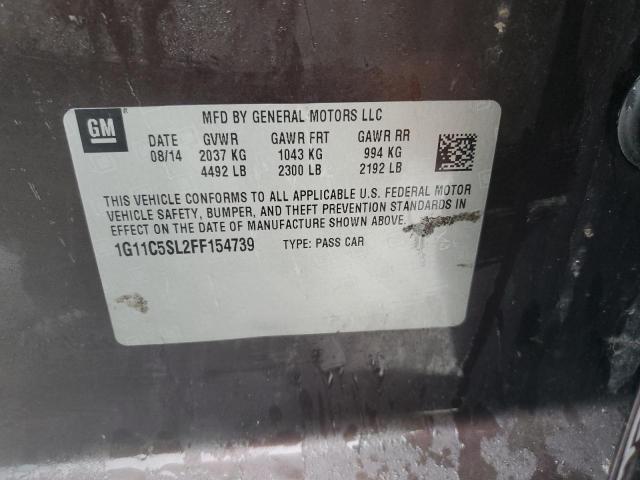 GM
MFD BY GENERAL MOTORS LLC
DATE GVWR GAWR FRT GAWR RR
08/14 2037 KG 1043 KG 994 KG
4492 LB 2300 LB 2192 LB
THIS VEHICLE CONFORMS TO ALL APPLICABLE U.S. FEDERAL MOTOR
VEHICLE SAFETY, BUMPER, AND THEFT PREVENTION STANDARDS IN
EFFECT ON THE DATE OF MANUFACTURE SHOWN ABOVE.
1G11C5SL2FF154739 TYPE: PASS CAR